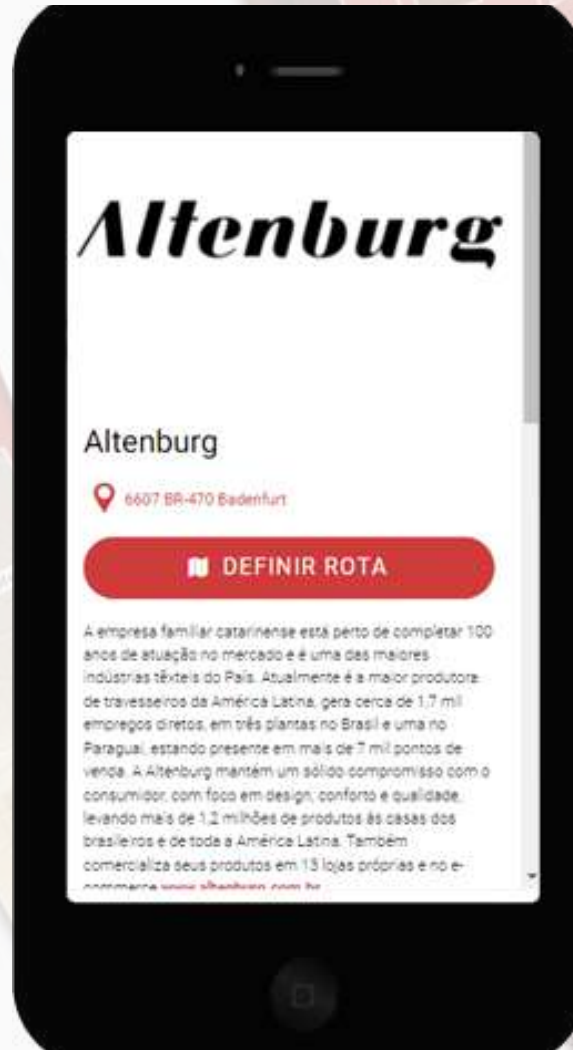 Altenburg
Altenburg
6607 BR-470 Badenfurt
DEFINIR ROTA
A empresa familiar catarinense está perto de completar 100
anos de atuação no mercado e é uma das maiores
indústrias têxteis do País. Atualmente é a maior produtora
de travesseiros da América Latina, gera cerca de 1,7 mil
empregos diretos, em três plantas no Brasil e uma no
Paraguai, estando presente em mais de 7 mil pontos de
venda. A Altenburg mantém um sólido compromisso com o
consumidor, com foco em design, conforto e qualidade,
levando mais de 1,2 milhões de produtos às casas dos
brasileiros e de toda a América Latina. Também
comercializa seus produtos em 13 lojas próprias e no e-
commerce www.altenburg.com.br